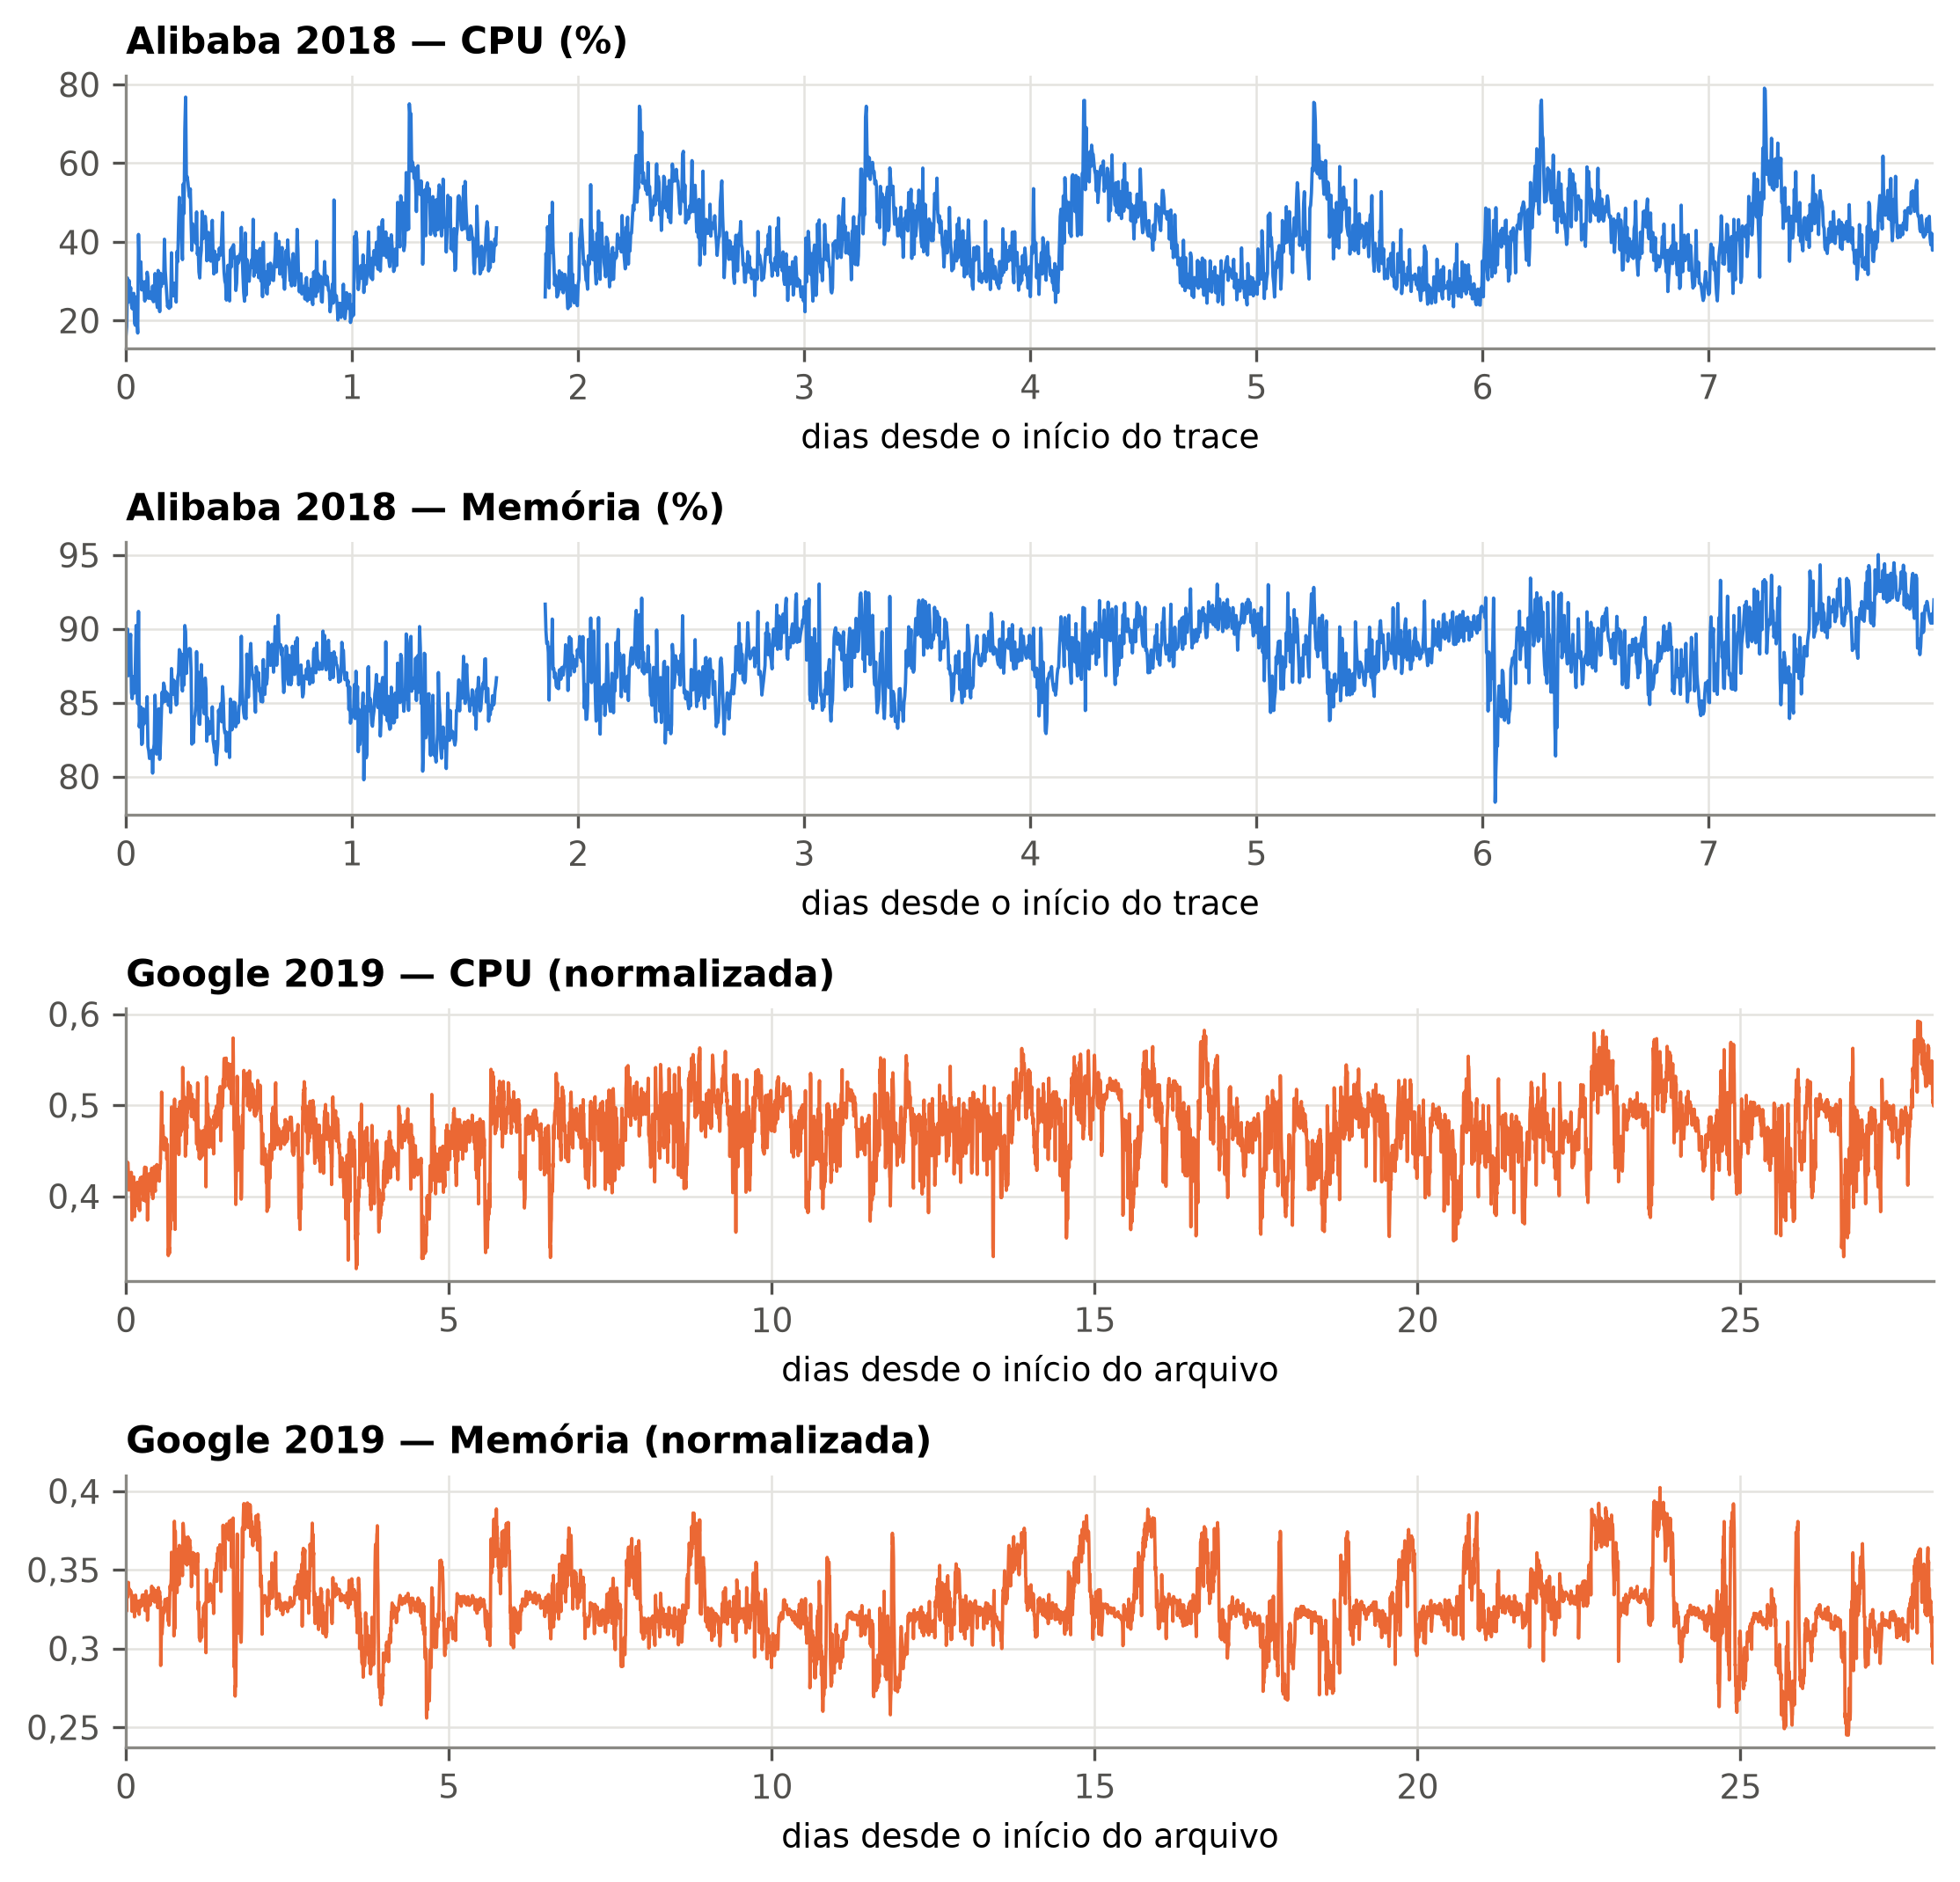 Alibaba 2018 — CPU (%)
80
60
40
20
0 1 2 3 4 5 6 7
dias desde o início do trace
Alibaba 2018 — Memória (%)
95
90
85
80
0 1 2 3 4 5 6 7
dias desde o início do trace
Google 2019 — CPU (normalizada)
0,6
0,5
0,4
0 5 10 15 20 25
dias desde o início do arquivo
Google 2019 — Memória (normalizada)
0,4
0,35
0,3
0,25
0 5 10 15 20 25
dias desde o início do arquivo